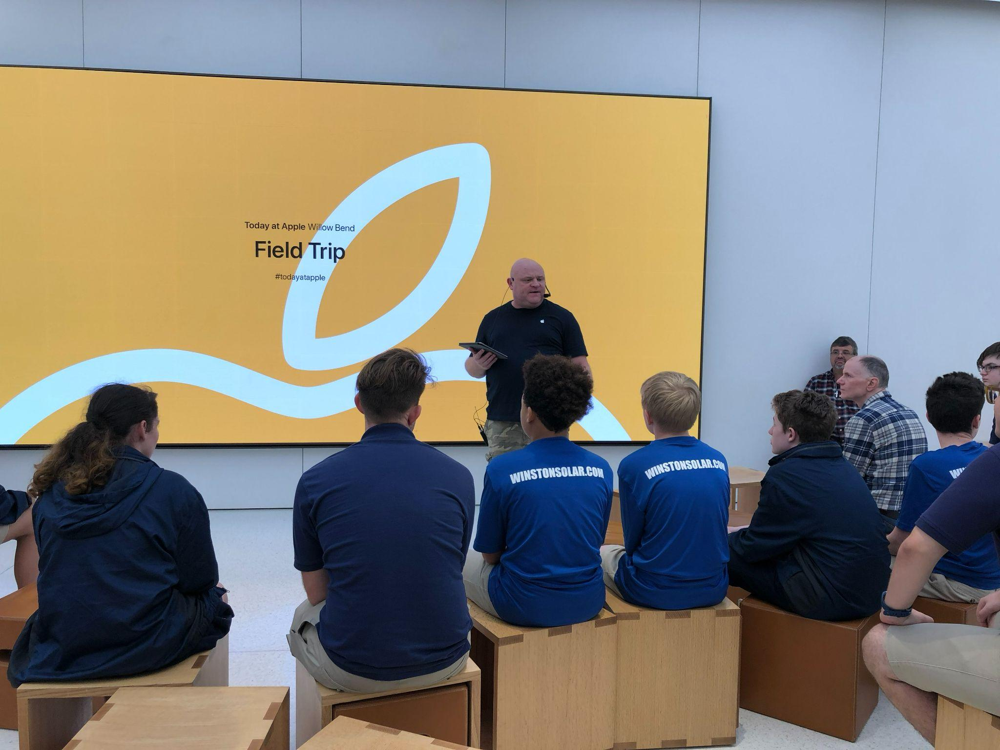 Today at Apple Willow Bend
Field Trip
#todayatapple
WINSTONSOLAR.COM
WINSTONSOLAR.COM